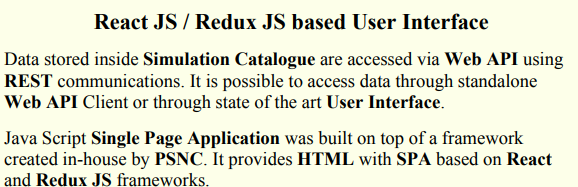 React JS / Redux JS based User Interface
Data stored inside Simulation Catalogue are accessed via Web API using
REST communications. It is possible to access data through standalone
Web API Client or through state of the art User Interface.
Java Script Single Page Application was built on top of a framework
created in-house by PSNC. It provides HTML with SPA based on React
and Redux JS frameworks.